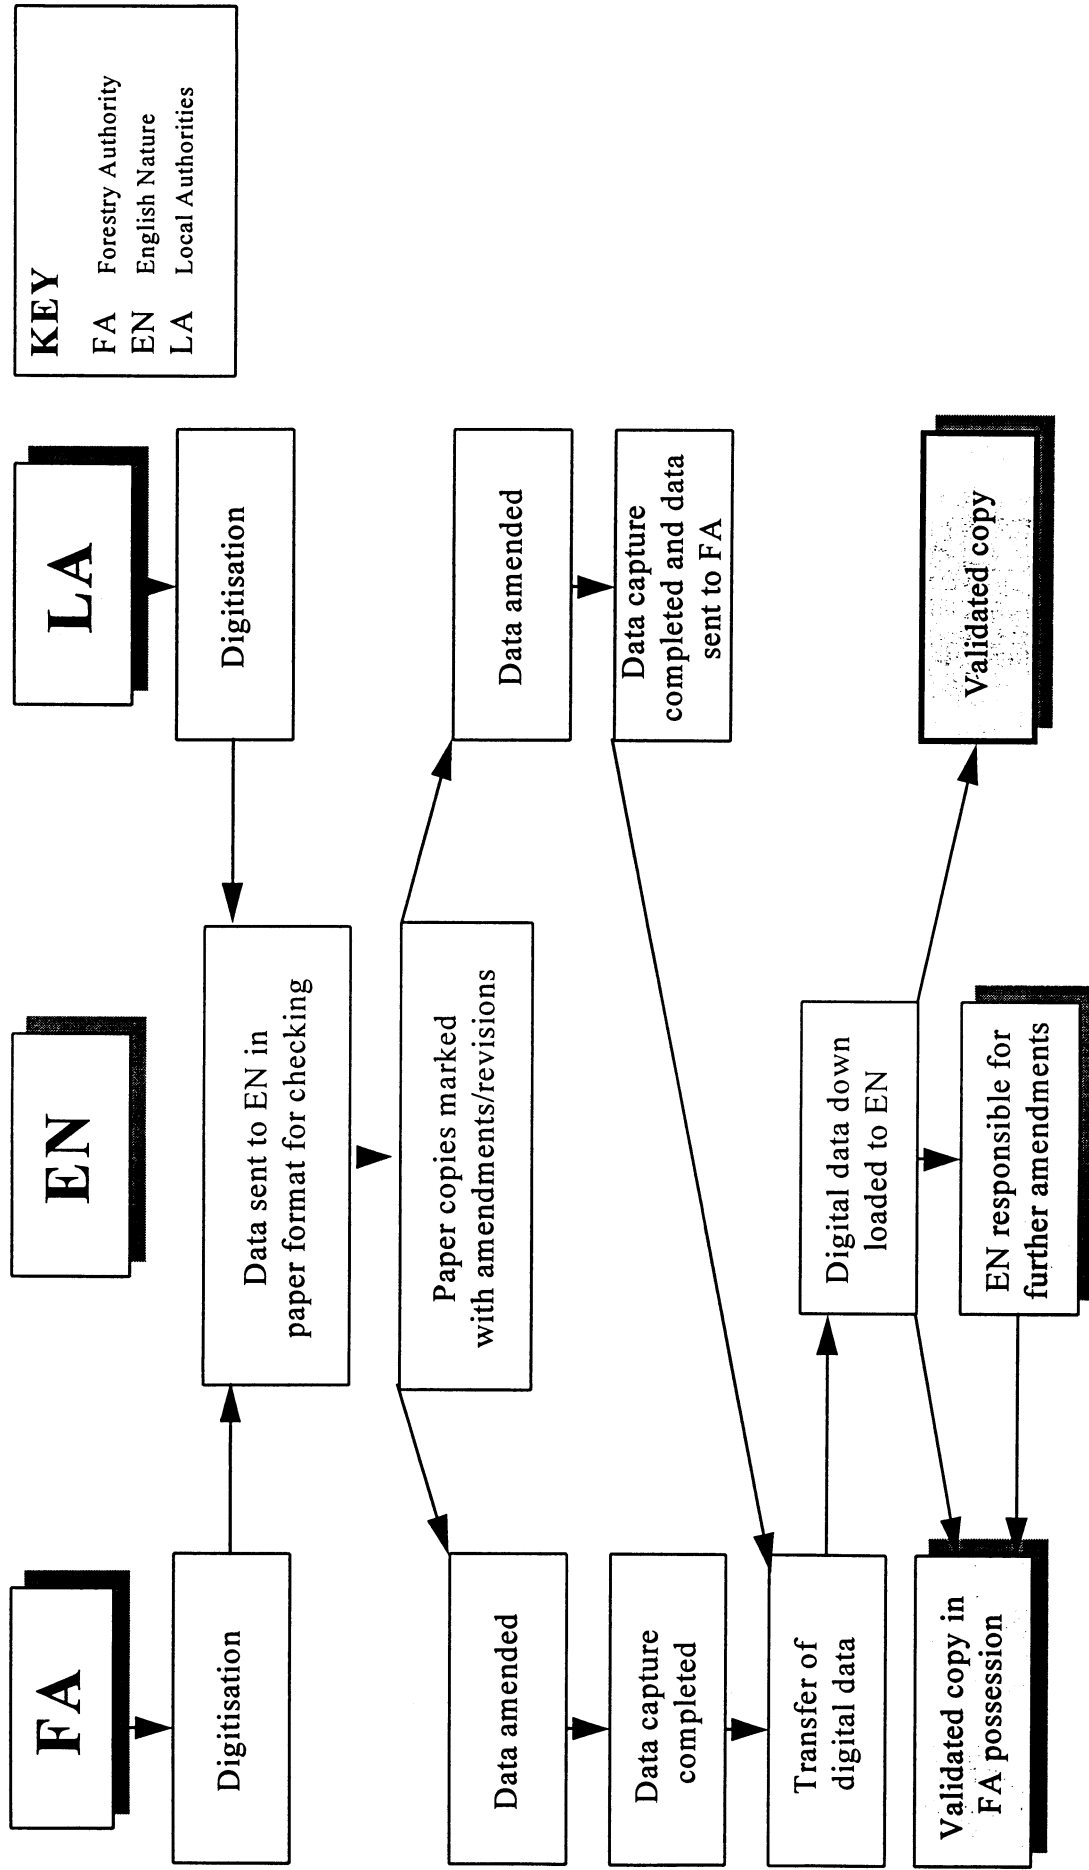 FA
EN
LA
KEY
FA Forestry Authority
EN English Nature
LA Local Authorities
Digitisation
Data sent to EN in
paper format for checking
Digitisation
Paper copies marked
with amendments/revisions
Data amended
Data amended
Data capture
completed
Data capture
completed and data
sent to FA
Transfer of
digital data
Digital data down
loaded to EN
Validated copy in
FA possession
EN responsible for
further amendments
Validated copy